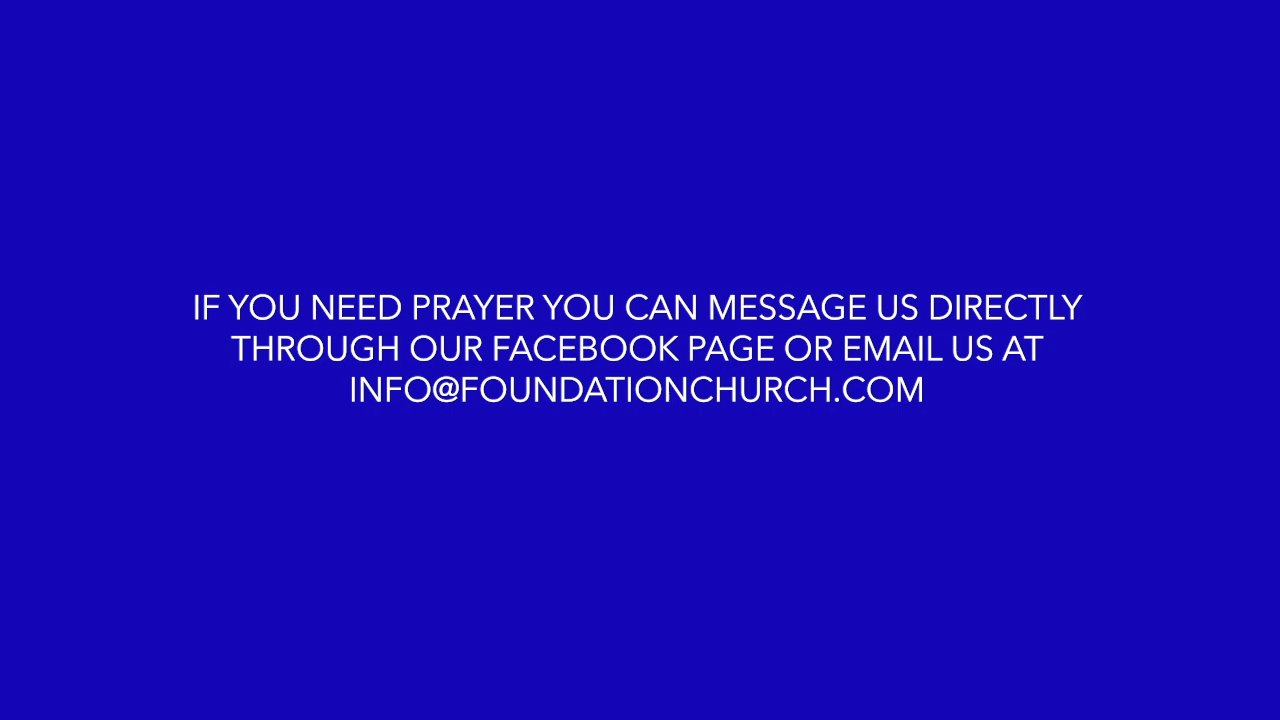 IF YOU NEED PRAYER YOU CAN MESSAGE US DIRECTLY
THROUGH OUR FACEBOOK PAGE OR EMAIL US AT
INFO@FOUNDATIONCHURCH.COM